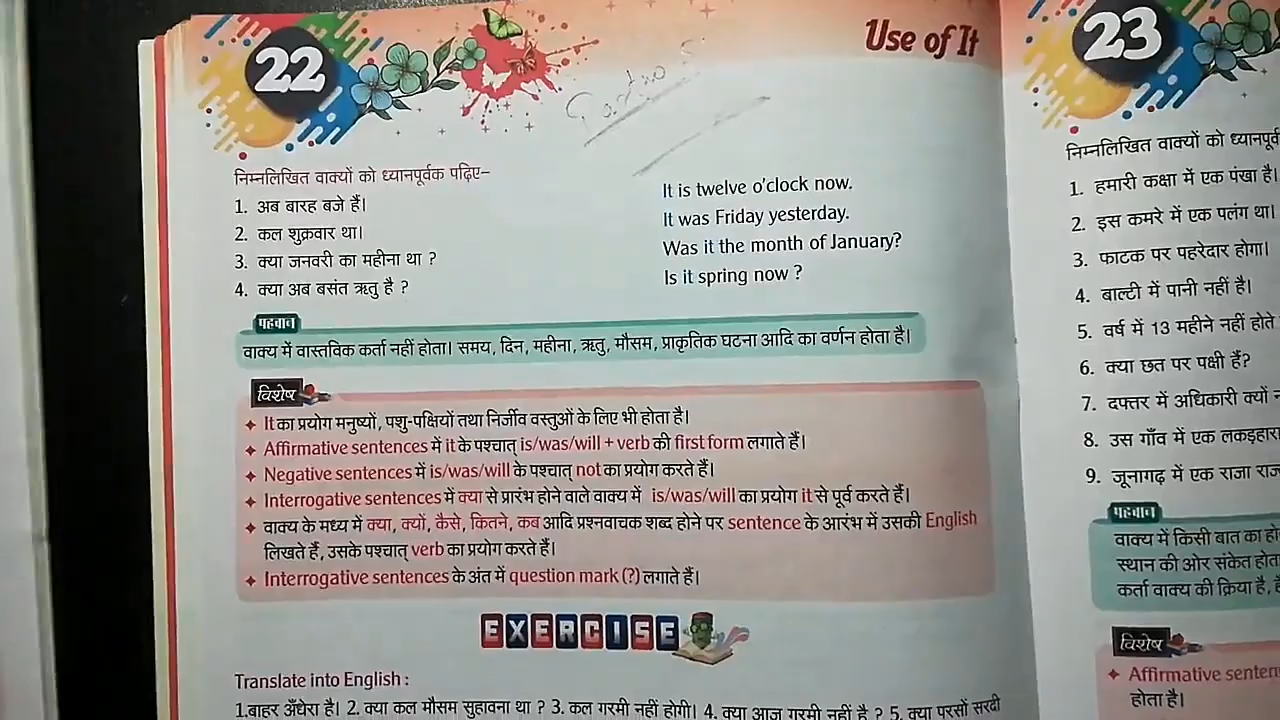 22
Use of It
निम्नलिखित वाक्यों को ध्यानपूर्वक पढ़िए–
1. अब बारह बजे हैं।
It is twelve o'clock now.
2. कल शुक्रवार था।
It was Friday yesterday.
3. क्या जनवरी का महीना था ?
Was it the month of January?
4. क्या अब बसंत ऋतु है ?
Is it spring now ?
पहचान
वाक्य में वास्तविक कर्ता नहीं होता। समय, दिन, महीना, ऋतु, मौसम, प्राकृतिक घटना आदि का वर्णन होता है।
विशेष
It का प्रयोग मनुष्यों, पशु-पक्षियों तथा निर्जीव वस्तुओं के लिए भी होता है।
Affirmative sentences में it के पश्चात् is/was/will + verb की first form लगाते हैं।
Negative sentences में is/was/will के पश्चात् not का प्रयोग करते हैं।
Interrogative sentences में क्या से प्रारंभ होने वाले वाक्य में is/was/will का प्रयोग it से पूर्व करते हैं।
वाक्य के मध्य में क्या, क्यों, कैसे, कितने, कब आदि प्रश्नवाचक शब्द होने पर sentence के आरंभ में उसकी English
लिखते हैं, उसके पश्चात् verb का प्रयोग करते हैं।
Interrogative sentences के अंत में question mark (?) लगाते हैं।
EXERCISE
Translate into English :
1.बाहर अँधेरा है। 2. क्या कल मौसम सुहावना था ? 3. कल गरमी नहीं होगी। 4. क्या आज गरमी नहीं है ? 5. क्या परसों सरदी
23
निम्नलिखित वाक्यों को
1. हमारी कक्षा में एक पंखा है।
2. इस कमरे में एक पलंग था।
3. फाटक पर पहरेदार होगा।
4. बाल्टी में पानी नहीं है।
5. वर्ष में 13 महीने नहीं होते
6. क्या छत पर पक्षी हैं?
7. दफ्तर में अधिकारी क्यों
8. उस गाँव में एक
9. जूनागढ़ में एक राजा
पहचान
वाक्य में किसी बात का
स्थान की ओर संकेत
कर्ता वाक्य की क्रिया है,
विशेष
Affirmative
होता है।